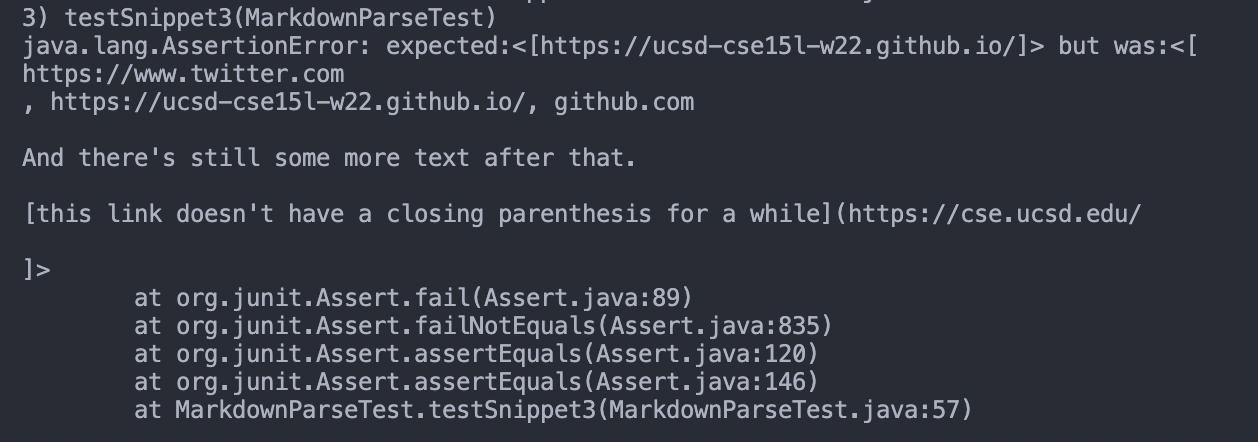 3) testSnippet3(MarkdownParseTest)
java.lang.AssertionError: expected:<[https://ucsd-cse15l-w22.github.io/]> but was:<[
https://www.twitter.com
, https://ucsd-cse15l-w22.github.io/, github.com
And there's still some more text after that.
[this link doesn't have a closing parenthesis for a while](https://cse.ucsd.edu/
]>
at org.junit.Assert.fail(Assert.java:89)
at org.junit.Assert.failNotEquals(Assert.java:835)
at org.junit.Assert.assertEquals(Assert.java:120)
at org.junit.Assert.assertEquals(Assert.java:146)
at MarkdownParseTest.testSnippet3(MarkdownParseTest.java:57)